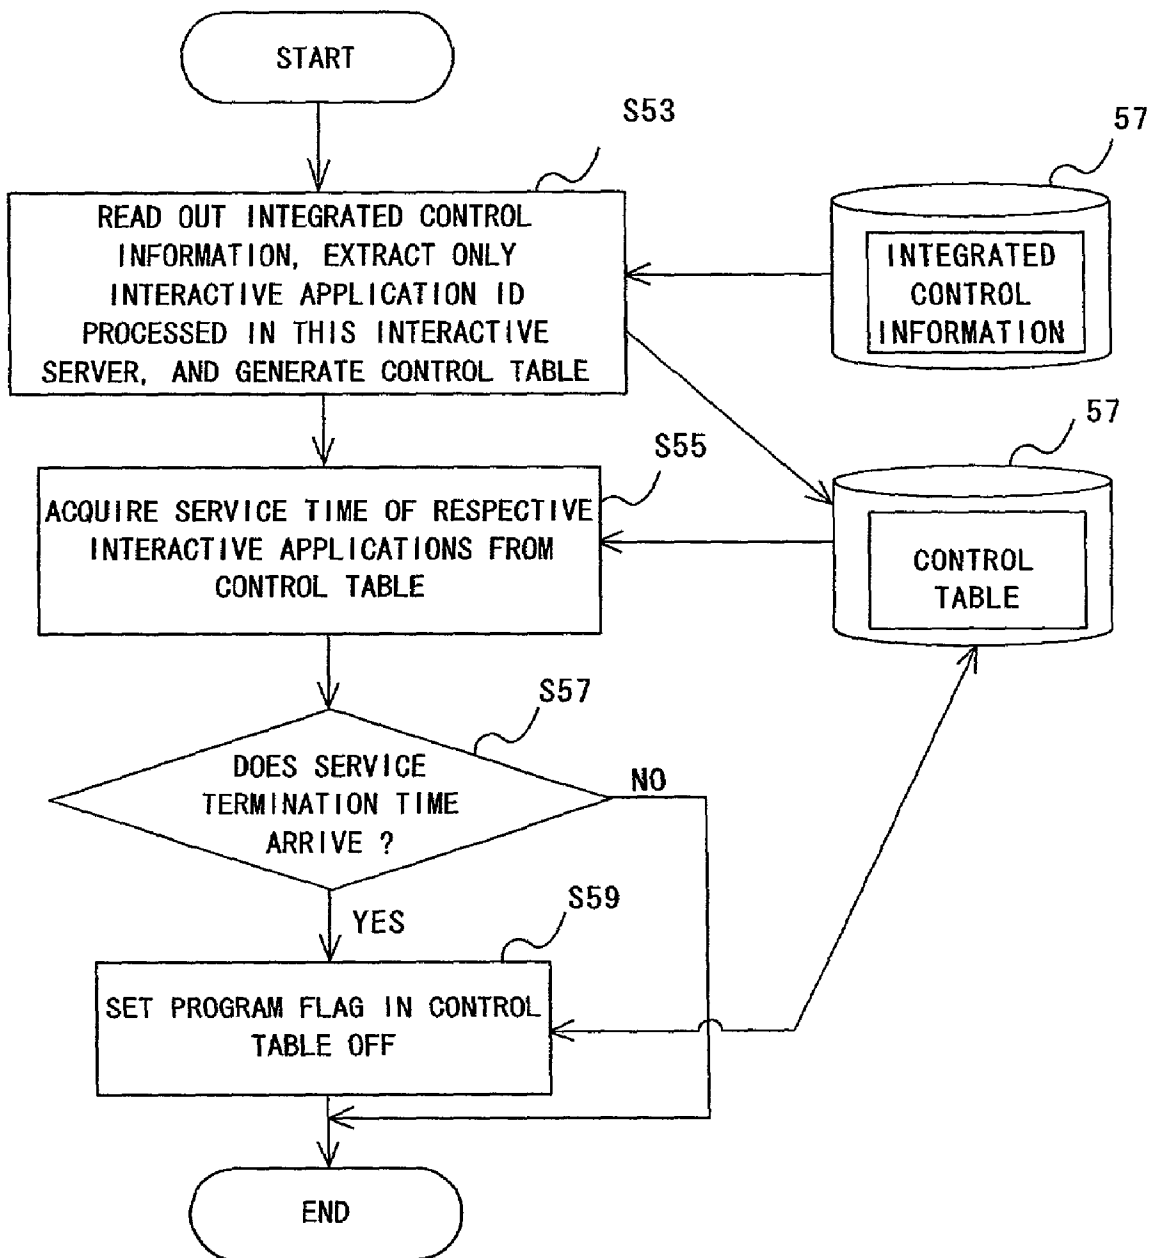 START
S53
57
READ OUT INTEGRATED CONTROL
INFORMATION, EXTRACT ONLY
INTERACTIVE APPLICATION ID
PROCESSED IN THIS INTERACTIVE
SERVER, AND GENERATE CONTROL TABLE
INTEGRATED
CONTROL
INFORMATION
57
S55
ACQUIRE SERVICE TIME OF RESPECTIVE
INTERACTIVE APPLICATIONS FROM
CONTROL TABLE
CONTROL
TABLE
S57
DOES SERVICE
TERMINATION TIME
ARRIVE ?
NO
YES
S59
SET PROGRAM FLAG IN CONTROL
TABLE OFF
END